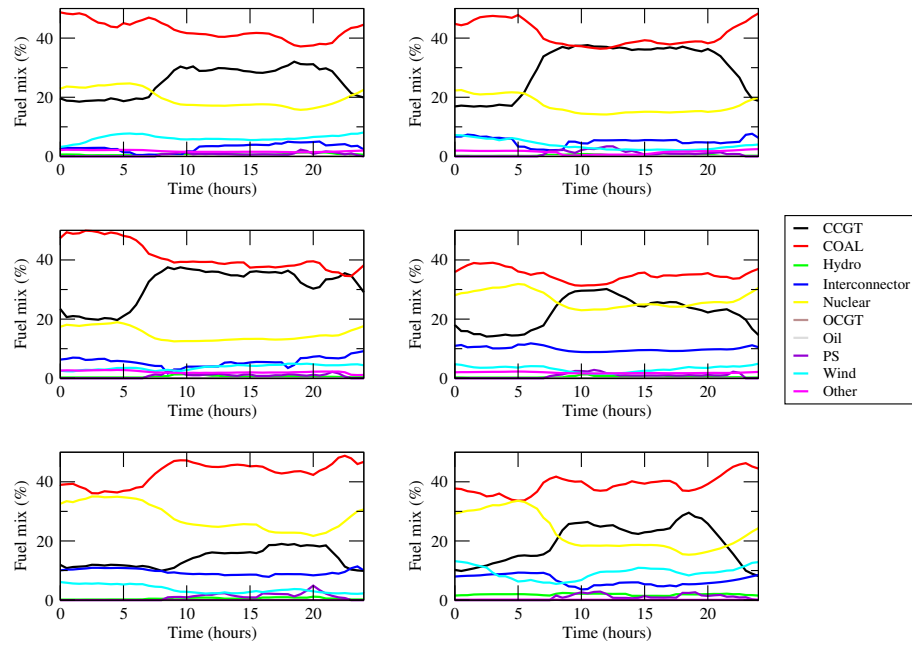 Fuel mix (%)
40
20
0
0 5 10 15 20
Time (hours)
Fuel mix (%)
40
20
0
0 5 10 15 20
Time (hours)
Fuel mix (%)
40
20
0
0 5 10 15 20
Time (hours)
Fuel mix (%)
40
20
0
0 5 10 15 20
Time (hours)
CCGT
COAL
Hydro
Interconnector
Nuclear
OCGT
Oil
PS
Wind
Other
Fuel mix (%)
40
20
0
0 5 10 15 20
Time (hours)
Fuel mix (%)
40
20
0
0 5 10 15 20
Time (hours)